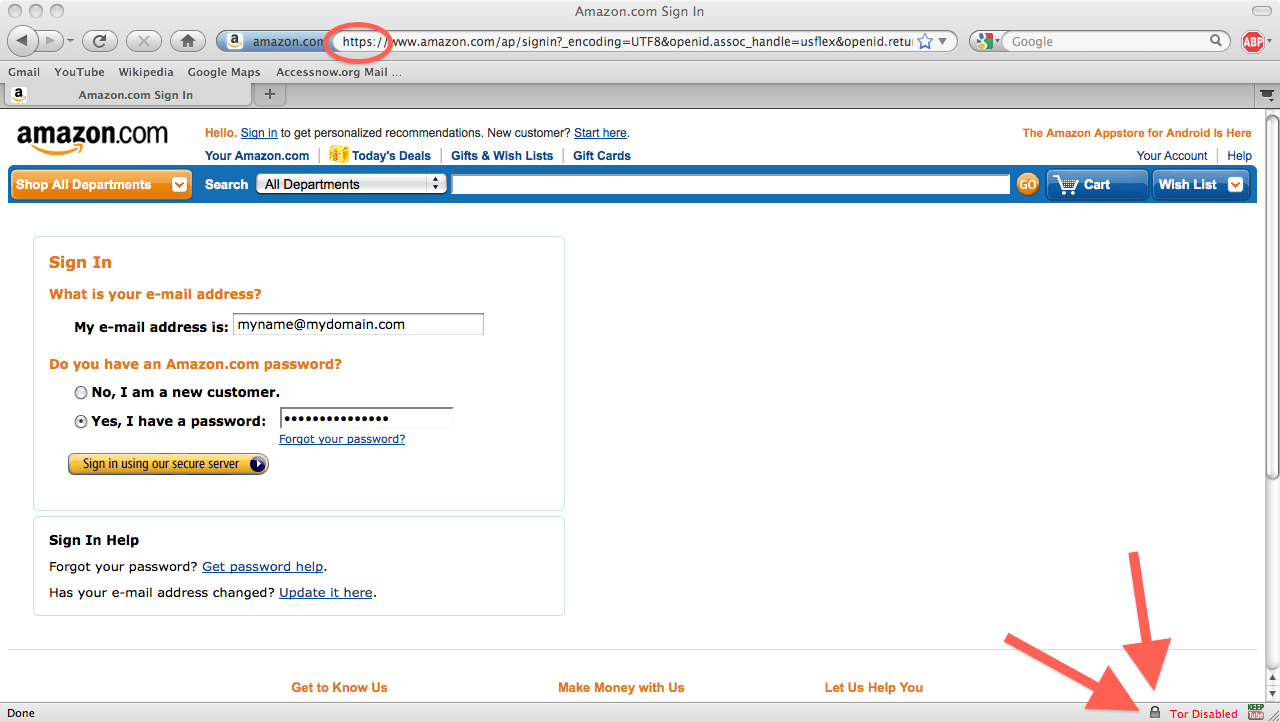 Amazon.com Sign In
amazon.com https://www.amazon.com/ap/signin?_encoding=UTF8&openid.assoc_handle=usflex&openid.retu Google ABP
Gmail YouTube Wikipedia Google Maps Accessnow.org Mail ...
a Amazon.com Sign In +
amazon.com
Hello. Sign in to get personalized recommendations. New customer? Start here. The Amazon Appstore for Android Is Here
Your Amazon.com Today's Deals Gifts & Wish Lists Gift Cards Your Account Help
Shop All Departments Search All Departments GO Cart Wish List
Sign In
What is your e-mail address?
My e-mail address is: myname@mydomain.com
Do you have an Amazon.com password?
No, I am a new customer.
Yes, I have a password: •••••••••••••••
Forgot your password?
Sign in using our secure server
Sign In Help
Forgot your password? Get password help.
Has your e-mail address changed? Update it here.
Get to Know Us Make Money with Us Let Us Help You
Done Tor Disabled KEEP Tube